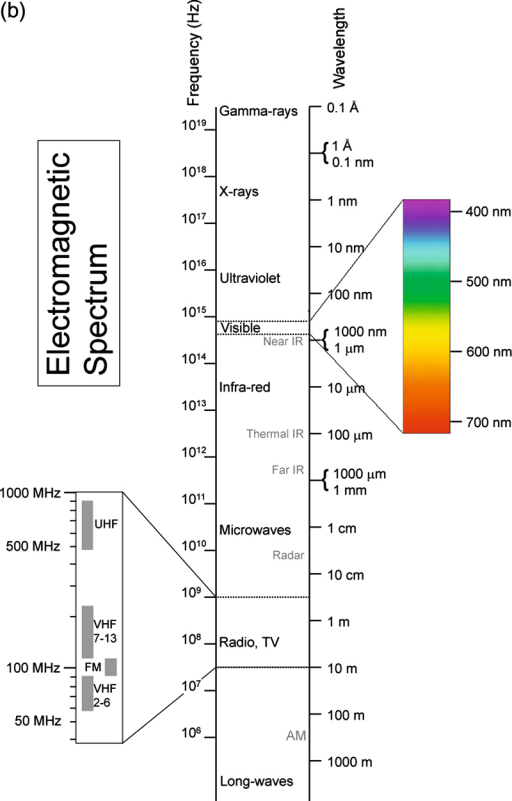 (b)
Electromagnetic
Spectrum
Frequency (Hz)
10¹⁹
10¹⁸
10¹⁷
10¹⁶
10¹⁵
10¹⁴
10¹³
10¹²
10¹¹
10¹⁰
10⁹
10⁸
10⁷
10⁶
Gamma-rays
X-rays
Ultraviolet
Visible
Near IR
Infra-red
Thermal IR
Far IR
Microwaves
Radar
Radio, TV
AM
Long-waves
Wavelength
0.1 Å
1 Å
0.1 nm
1 nm
10 nm
100 nm
1000 nm
1 µm
10 µm
100 µm
1000 µm
1 mm
1 cm
10 cm
1 m
10 m
100 m
1000 m
400 nm
500 nm
600 nm
700 nm
1000 MHz
500 MHz
100 MHz
50 MHz
UHF
VHF
7-13
FM
VHF
2-6